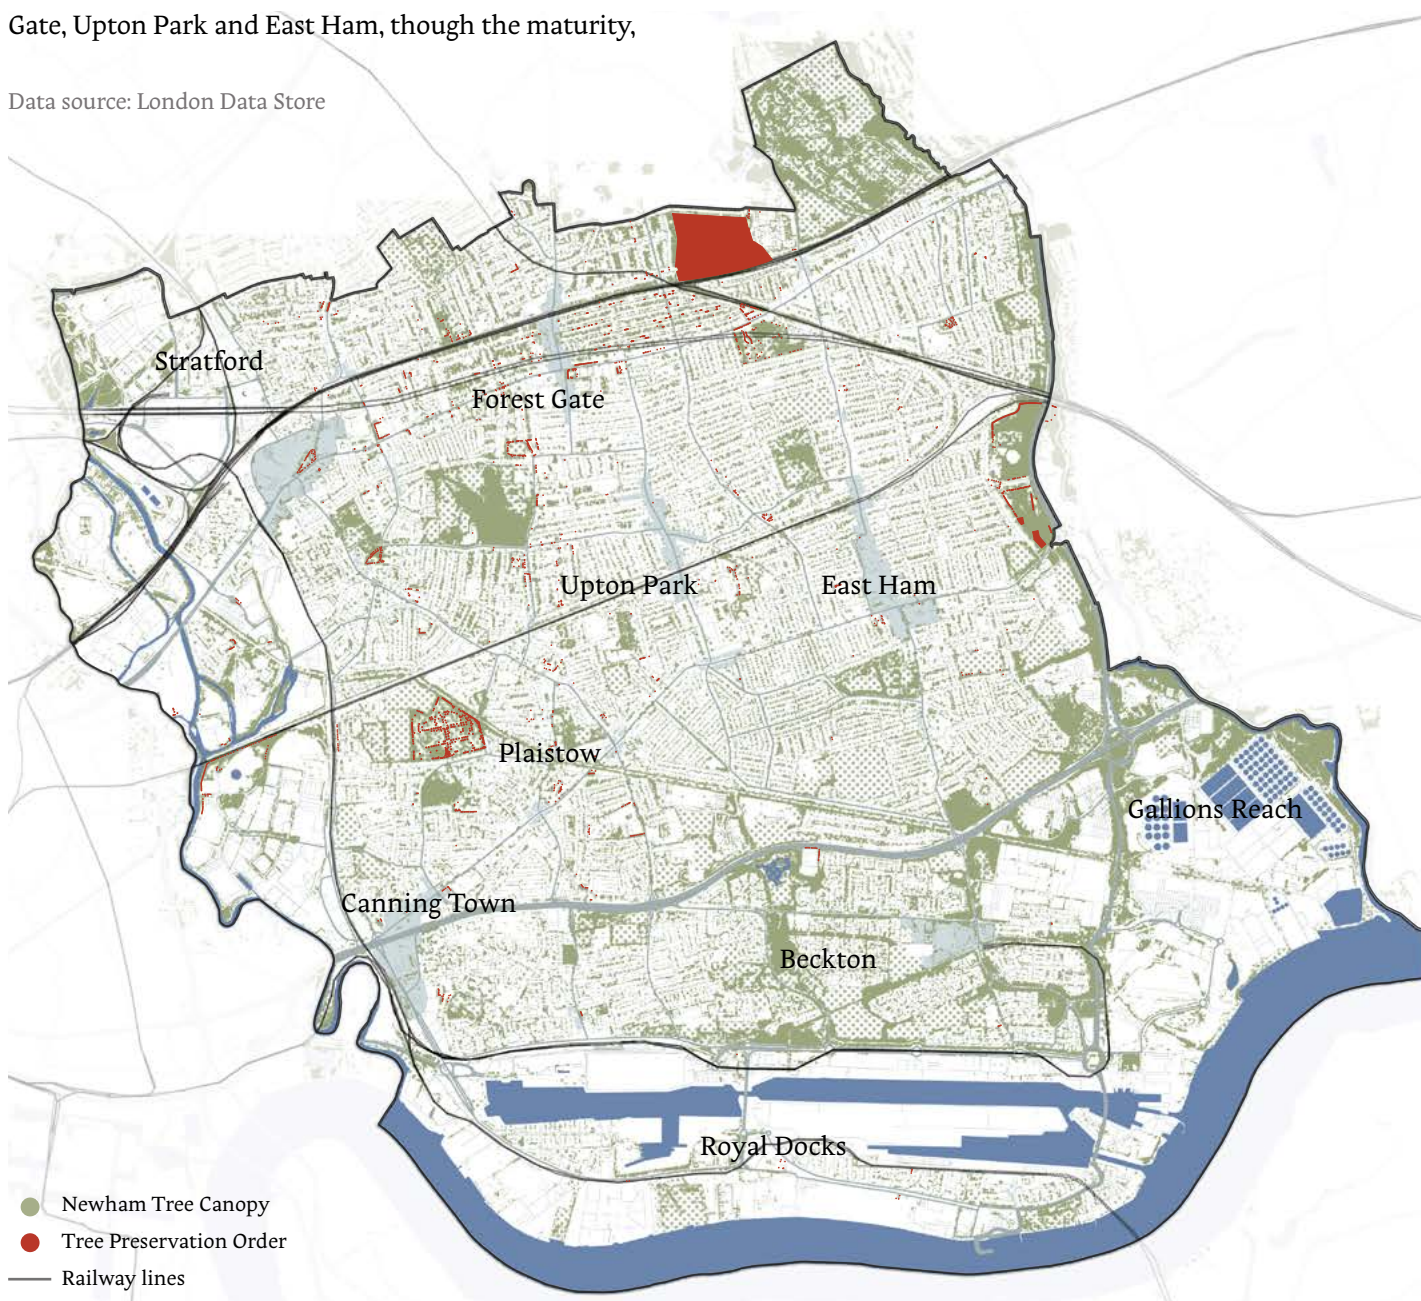 Gate, Upton Park and East Ham, though the maturity,
Data source: London Data Store
Stratford
Forest Gate
Upton Park
East Ham
Plaistow
Gallions Reach
Canning Town
Beckton
Royal Docks
Newham Tree Canopy
Tree Preservation Order
Railway lines